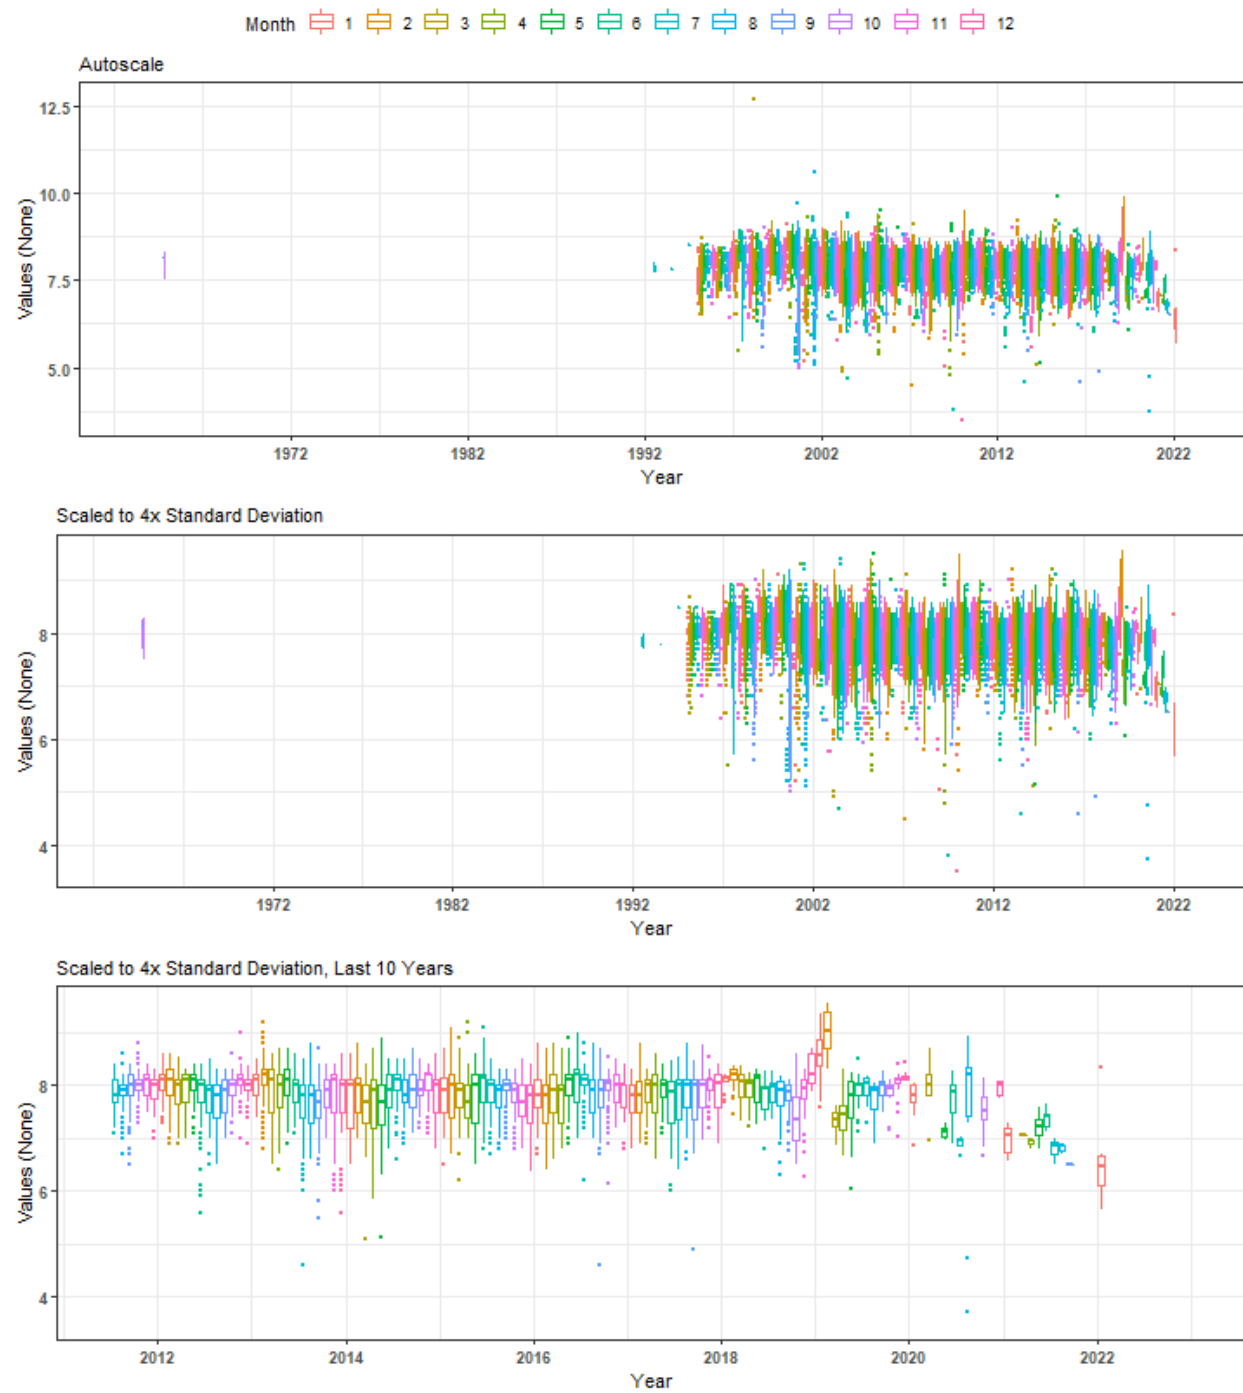 Month 1 2 3 4 5 6 7 8 9 10 11 12
Autoscale
12.5
10.0
7.5
5.0
Values (None)
1972 1982 1992 2002 2012 2022
Year
Scaled to 4x Standard Deviation
8
6
4
Values (None)
1972 1982 1992 2002 2012 2022
Year
Scaled to 4x Standard Deviation, Last 10 Years
8
6
4
Values (None)
2012 2014 2016 2018 2020 2022
Year